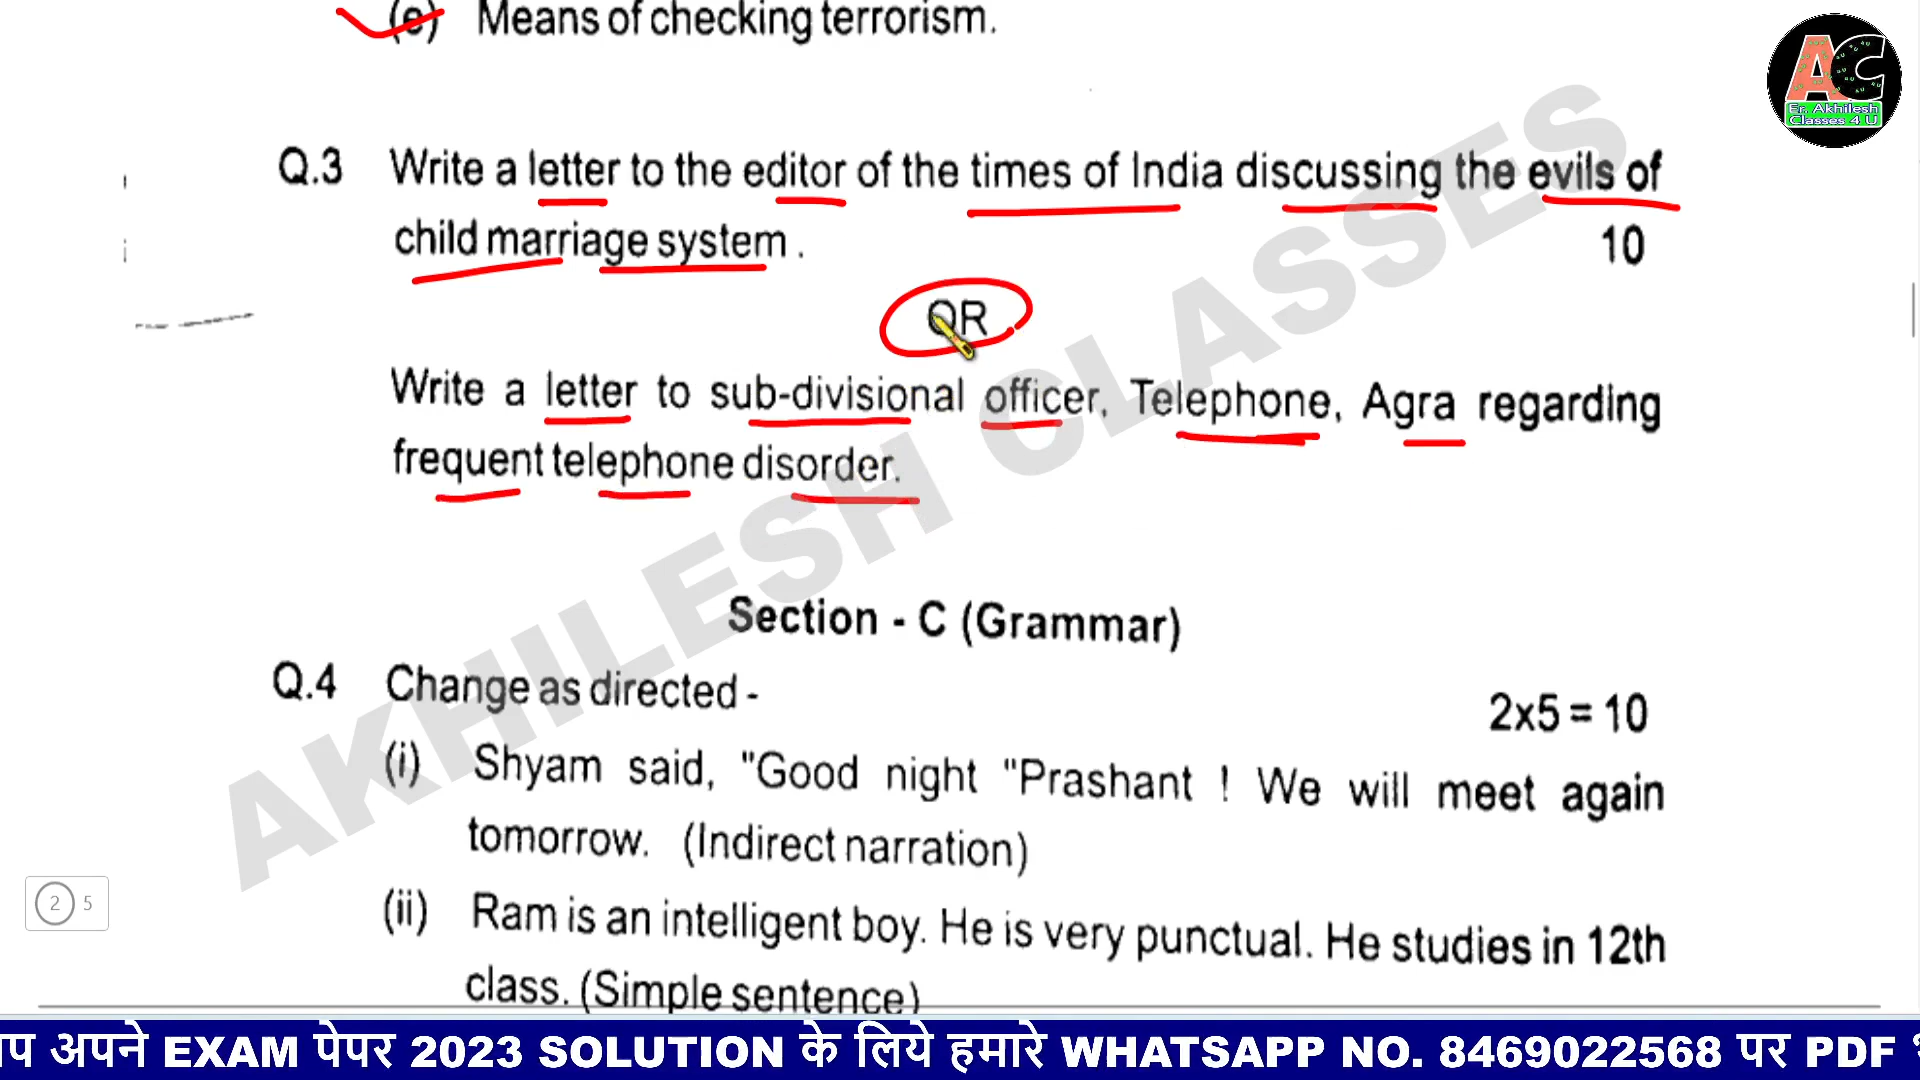 (e) Means of checking terrorism.
AC
Er. Akhilesh
Classes 4 U
Q.3 Write a letter to the editor of the times of India discussing the evils of
child marriage system . 10
OR
Write a letter to sub-divisional officer, Telephone, Agra regarding
frequent telephone disorder.
AKHILESH CLASSES
Section - C (Grammar)
Q.4 Change as directed -
2x5 = 10
(i) Shyam said, "Good night "Prashant ! We will meet again
tomorrow. (Indirect narration)
(ii) Ram is an intelligent boy. He is very punctual. He studies in 12th
class. (Simple sentence)
2 5
अपने EXAM पेपर 2023 SOLUTION के लिये हमारे WHATSAPP NO. 8469022568 पर PDF